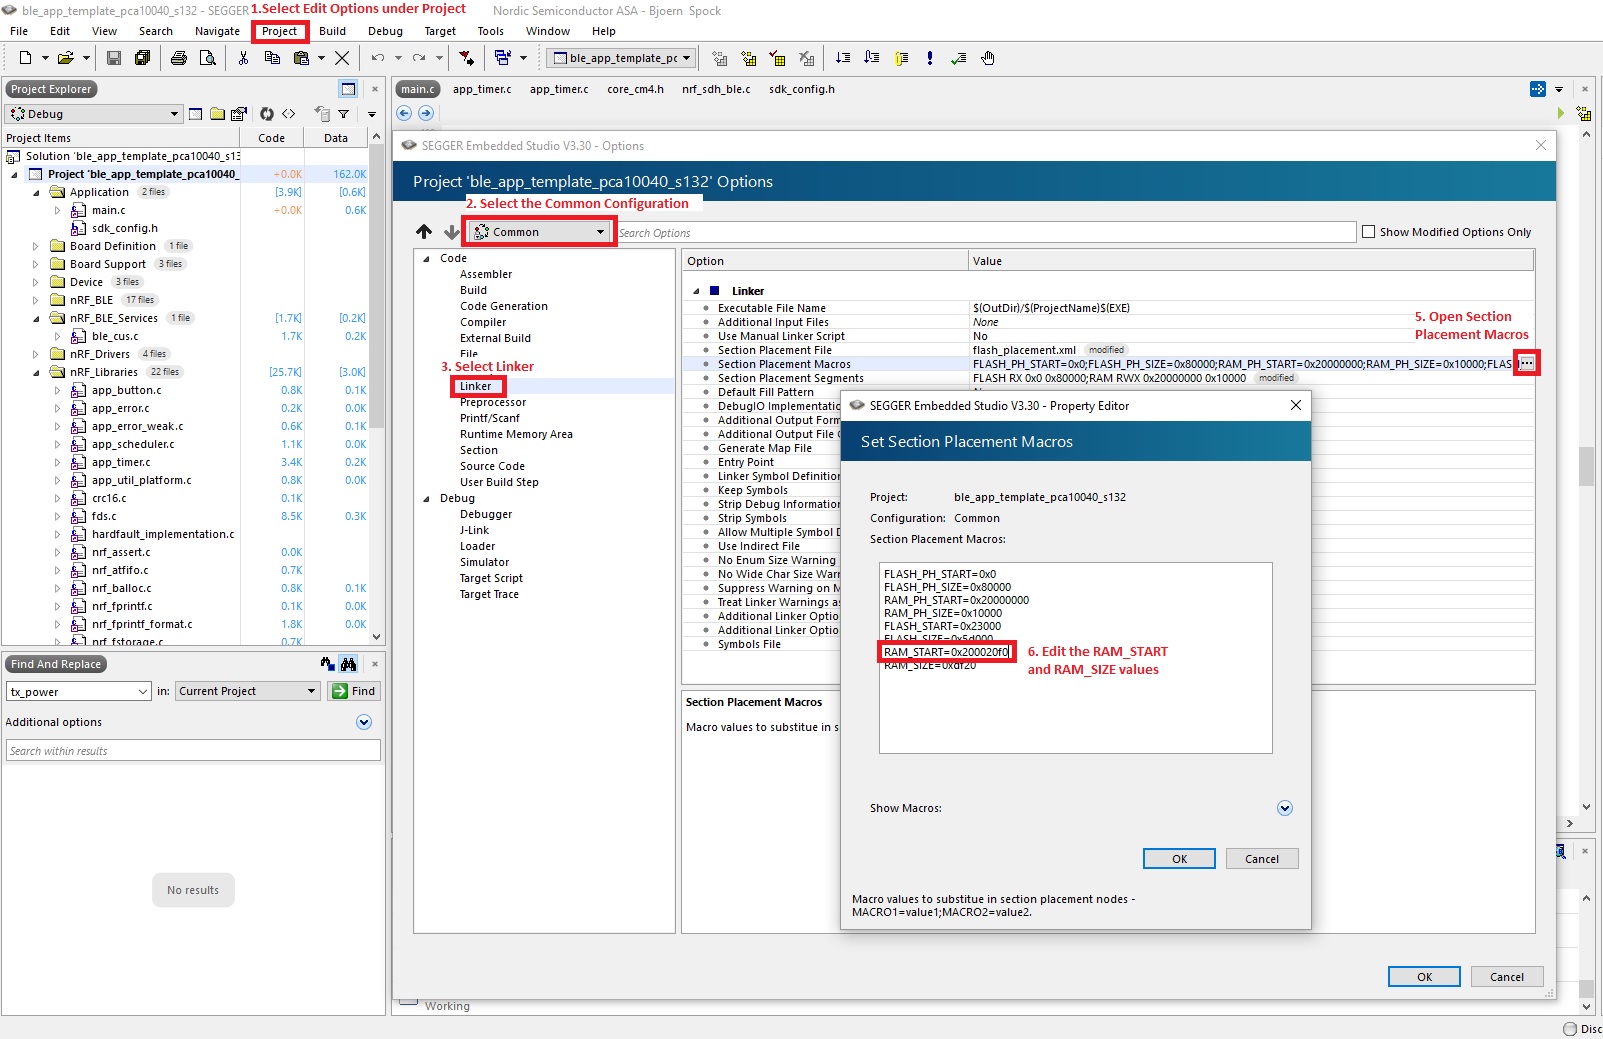 ble_app_template_pca10040_s132 - SEGGER
1.Select Edit Options under Project
Nordic Semiconductor ASA - Bjoern Spock
File Edit View Search Navigate Project Build Debug Target Tools Window Help
ble_app_template_pc
Project Explorer
main.c app_timer.c app_timer.c core_cm4.h nrf_sdh_ble.c sdk_config.h
Debug
Project Items Code Data
Solution 'ble_app_template_pca10040_s13
Project 'ble_app_template_pca10040_ +0.0K 162.0K
Application 2 files [3.9K] [0.6K]
main.c +0.0K 0.6K
sdk_config.h
Board Definition 1 file
Board Support 3 files
Device 3 files
nRF_BLE 17 files
nRF_BLE_Services 1 file [1.7K] [0.2K]
ble_cus.c 1.7K 0.2K
nRF_Drivers 4 files
nRF_Libraries 22 files [25.7K] [3.0K]
app_button.c 0.8K 0.1K
app_error.c 0.2K 0.0K
app_error_weak.c 0.6K 0.1K
app_scheduler.c 1.1K 0.0K
app_timer.c 3.4K 0.2K
app_util_platform.c 0.8K 0.0K
crc16.c 0.1K
fds.c 8.5K 0.3K
hardfault_implementation.c
nrf_assert.c 0.0K
nrf_atfifo.c 0.7K
nrf_balloc.c 0.8K 0.1K
nrf_fprintf.c 0.1K 0.0K
nrf_fprintf_format.c 1.8K 0.0K
nrf_fstorage.c 0.7K
Find And Replace
tx_power in: Current Project Find
Additional options
Search within results
No results
SEGGER Embedded Studio V3.30 - Options
Project 'ble_app_template_pca10040_s132' Options
2. Select the Common Configuration
Common Search Options Show Modified Options Only
Code
Assembler
Build
Code Generation
Compiler
External Build
File
3. Select Linker
Linker
Preprocessor
Printf/Scanf
Runtime Memory Area
Section
Source Code
User Build Step
Debug
Debugger
J-Link
Loader
Simulator
Target Script
Target Trace
Option Value
Linker
Executable File Name $(OutDir)/$(ProjectName)$(EXE)
Additional Input Files None
Use Manual Linker Script No
Section Placement File flash_placement.xml modified
Section Placement Macros FLASH_PH_START=0x0;FLASH_PH_SIZE=0x80000;RAM_PH_START=0x20000000;RAM_PH_SIZE=0x10000;FLAS ...
Section Placement Segments FLASH RX 0x0 0x80000;RAM RWX 0x20000000 0x10000 modified
5. Open Section
Placement Macros
Default Fill Pattern
DebugIO Implementatio
Additional Output Form
Additional Output File
Generate Map File
Entry Point
Linker Symbol Definition
Keep Symbols
Strip Debug Information
Strip Symbols
Allow Multiple Symbol D
Use Indirect File
No Enum Size Warning
No Wide Char Size Warr
Suppress Warning on M
Treat Linker Warnings as
Additional Linker Optio
Additional Linker Optio
Symbols File
Section Placement Macros
Macro values to substitue in s
SEGGER Embedded Studio V3.30 - Property Editor
Set Section Placement Macros
Project: ble_app_template_pca10040_s132
Configuration: Common
Section Placement Macros:
FLASH_PH_START=0x0
FLASH_PH_SIZE=0x80000
RAM_PH_START=0x20000000
RAM_PH_SIZE=0x10000
FLASH_START=0x23000
FLASH_SIZE=0x5d000
RAM_START=0x200020f0
RAM_SIZE=0xdf20
6. Edit the RAM_START
and RAM_SIZE values
Show Macros:
OK Cancel
Macro values to substitue in section placement nodes -
MACRO1=value1;MACRO2=value2.
OK Cancel
Working
Disc